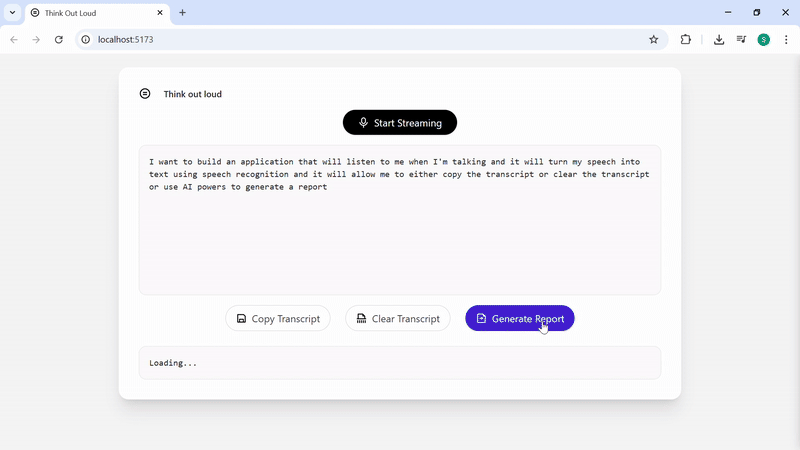 Think Out Loud
localhost:5173
S
Think out loud
Start Streaming
I want to build an application that will listen to me when I'm talking and it will turn my speech into
text using speech recognition and it will allow me to either copy the transcript or clear the transcript
or use AI powers to generate a report
Copy Transcript
Clear Transcript
Generate Report
Loading...